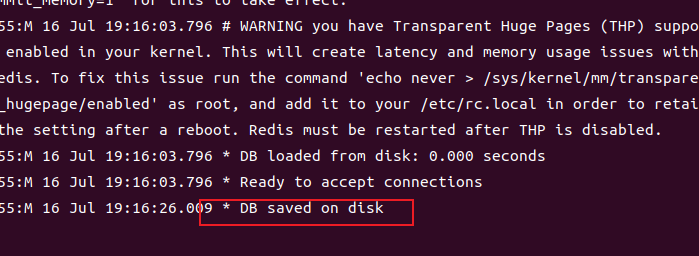 mmit_memory=1' for this to take effect.
55:M 16 Jul 19:16:03.796 # WARNING you have Transparent Huge Pages (THP) suppo
 enabled in your kernel. This will create latency and memory usage issues with
edis. To fix this issue run the command 'echo never > /sys/kernel/mm/transpare
_hugepage/enabled' as root, and add it to your /etc/rc.local in order to retai
the setting after a reboot. Redis must be restarted after THP is disabled.
55:M 16 Jul 19:16:03.796 * DB loaded from disk: 0.000 seconds
55:M 16 Jul 19:16:03.796 * Ready to accept connections
55:M 16 Jul 19:16:26.009 * DB saved on disk